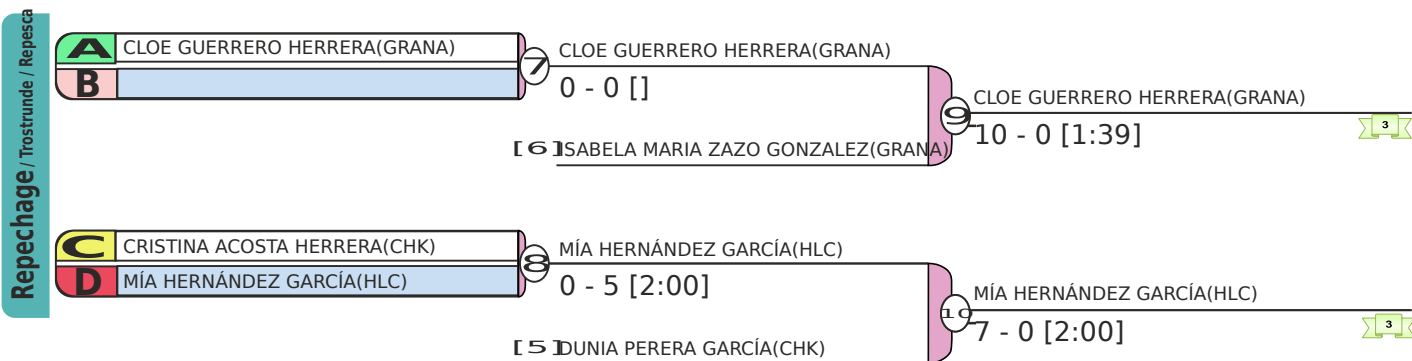 Repechage / Trostrunde / Repesca
A CLOE GUERRERO HERRERA(GRANA)
B
7
CLOE GUERRERO HERRERA(GRANA)
0 - 0 []
[6] ISABELA MARIA ZAZO GONZALEZ(GRANA)
9
CLOE GUERRERO HERRERA(GRANA)
10 - 0 [1:39]
3
C CRISTINA ACOSTA HERRERA(CHK)
D MÍA HERNÁNDEZ GARCÍA(HLC)
8
MÍA HERNÁNDEZ GARCÍA(HLC)
0 - 5 [2:00]
[5] DUNIA PERERA GARCÍA(CHK)
10
MÍA HERNÁNDEZ GARCÍA(HLC)
7 - 0 [2:00]
3